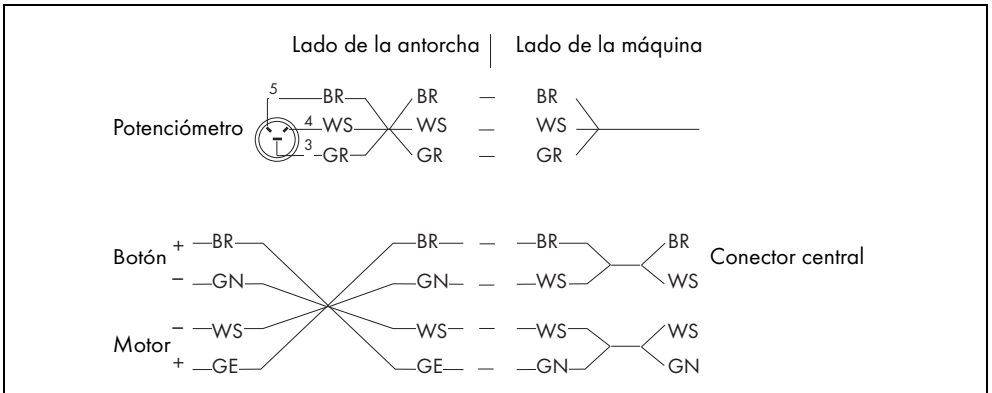 Lado de la antorcha Lado de la máquina
5 BR BR – BR
Potenciómetro 4 WS WS – WS
3 GR GR – GR
Botón + BR BR – BR BR Conector central
– GN GN – WS WS
Motor – WS WS – WS WS
+ GE GE – GN GN